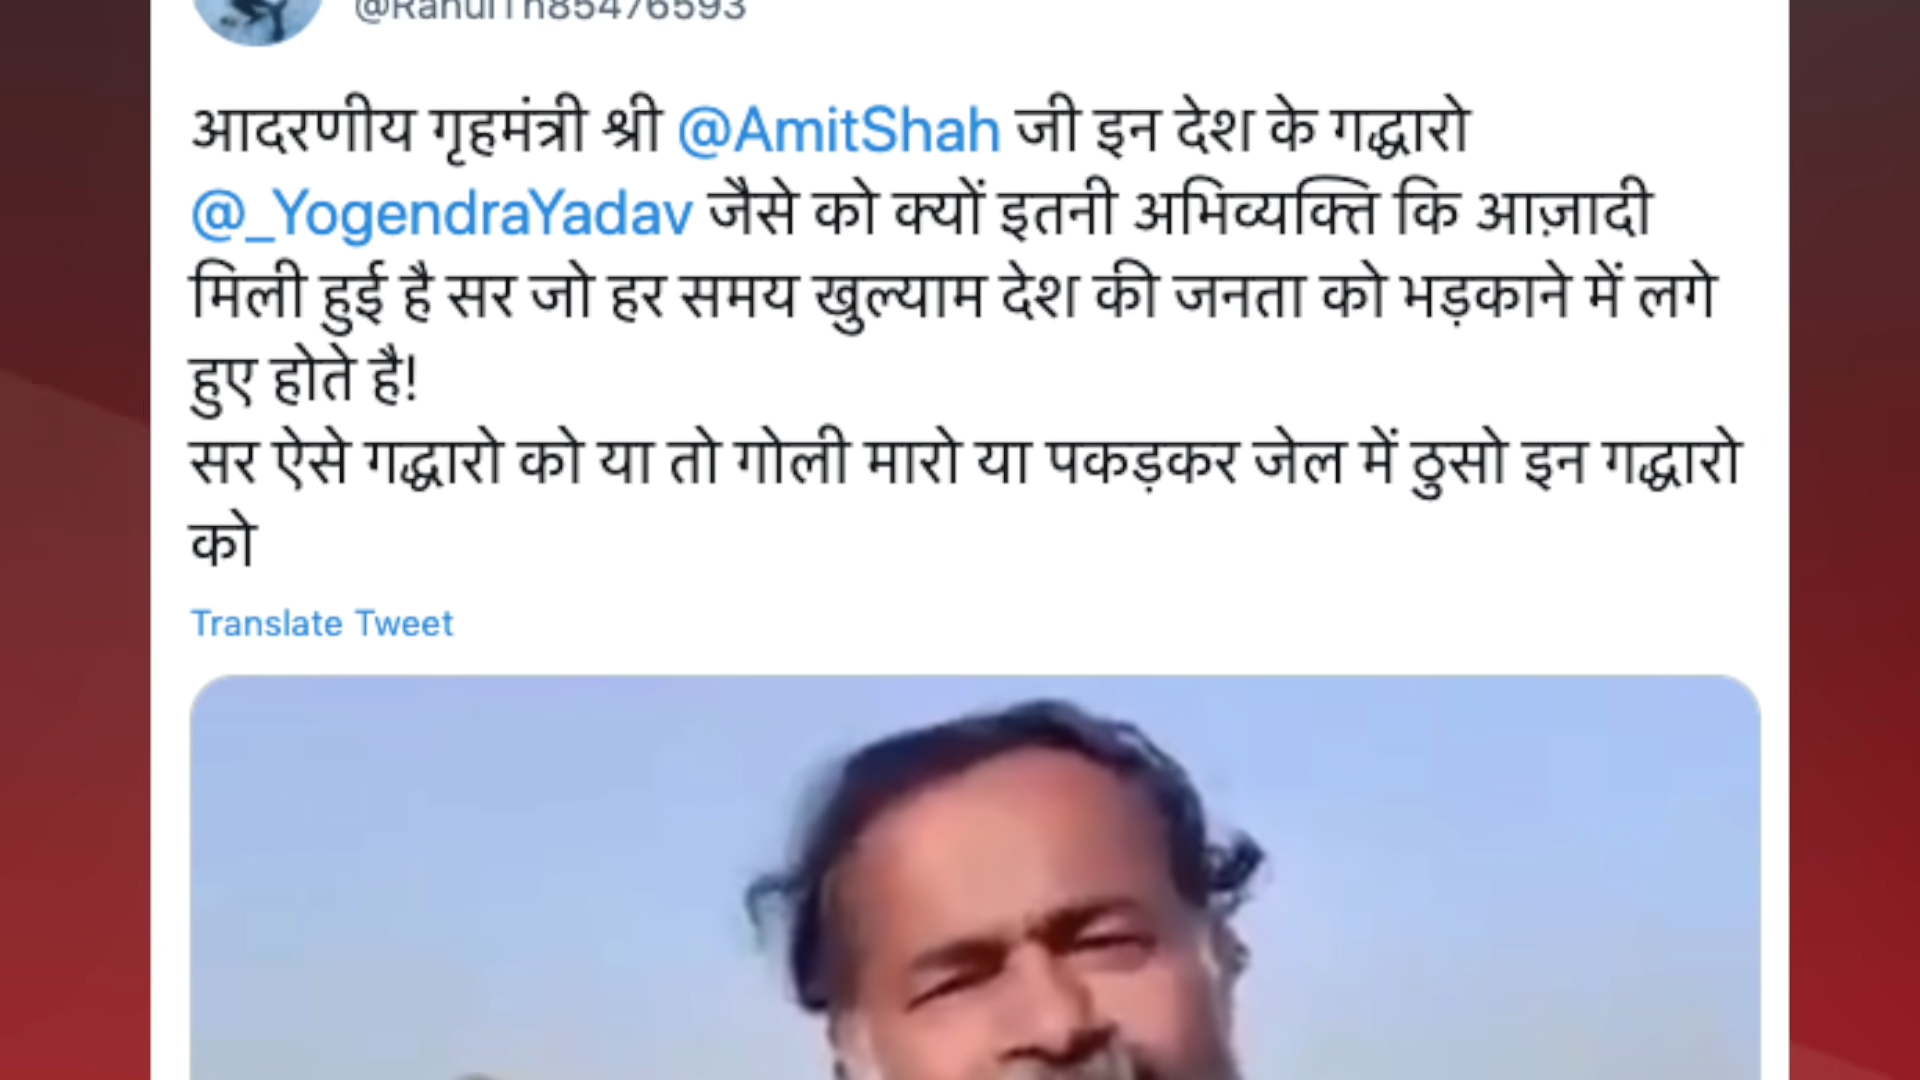 @RahulTh85476593
आदरणीय गृहमंत्री श्री @AmitShah जी इन देश के गद्धारो
@_YogendraYadav जैसे को क्यों इतनी अभिव्यक्ति कि आज़ादी
मिली हुई है सर जो हर समय खुल्याम देश की जनता को भड़काने में लगे
हुए होते है!
सर ऐसे गद्धारो को या तो गोली मारो या पकड़कर जेल में ठुसो इन गद्धारो
को
Translate Tweet